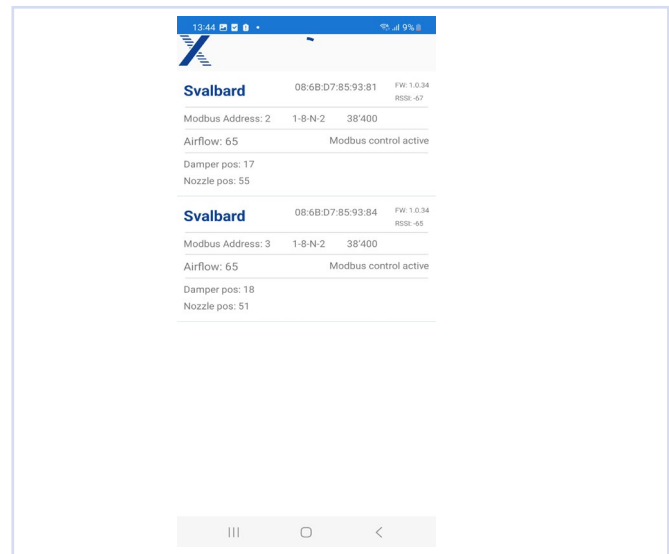 13:44 9%
Svalbard 08:6B:D7:85:93:81 FW: 1.0.34
RSSI: -67
Modbus Address: 2 1-8-N-2 38'400
Airflow: 65 Modbus control active
Damper pos: 17
Nozzle pos: 55
Svalbard 08:6B:D7:85:93:84 FW: 1.0.34
RSSI: -65
Modbus Address: 3 1-8-N-2 38'400
Airflow: 65 Modbus control active
Damper pos: 18
Nozzle pos: 51